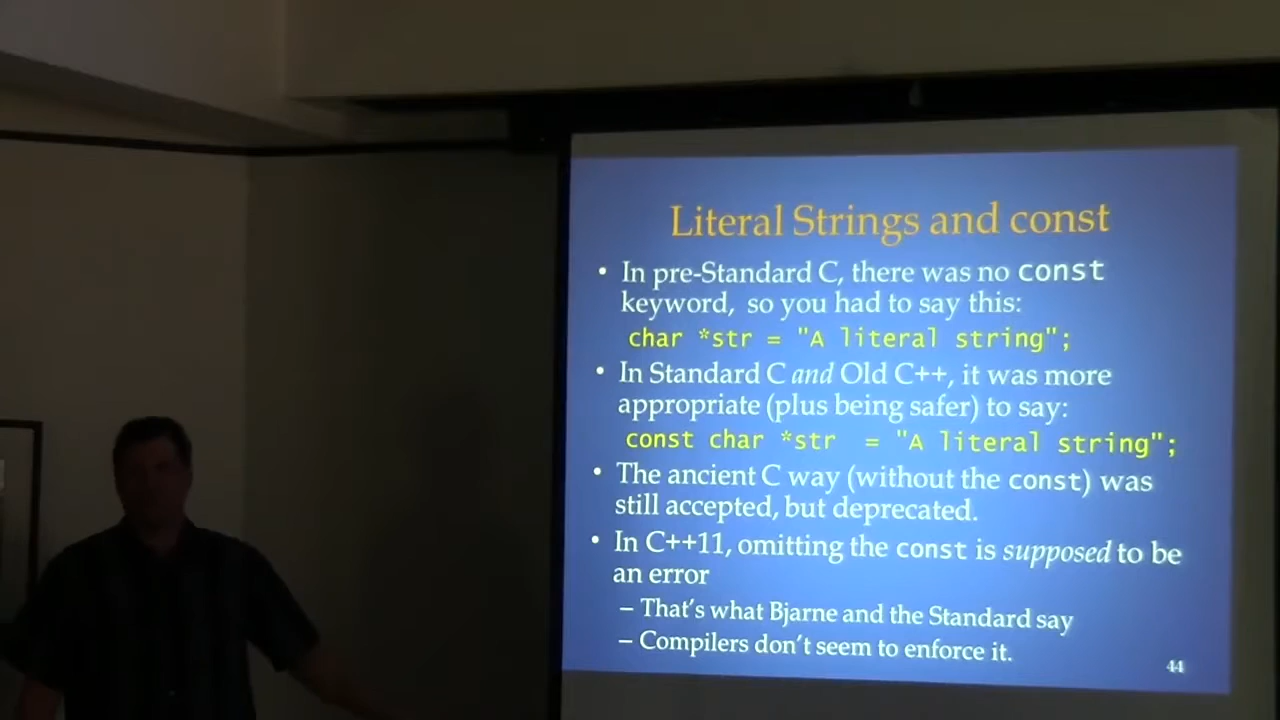 Literal Strings and const
• In pre-Standard C, there was no const
keyword, so you had to say this:
char *str = "A literal string";
• In Standard C and Old C++, it was more
appropriate (plus being safer) to say:
const char *str = "A literal string";
• The ancient C way (without the const) was
still accepted, but deprecated.
• In C++11, omitting the const is supposed to be
an error
– That's what Bjarne and the Standard say
– Compilers don't seem to enforce it.
44